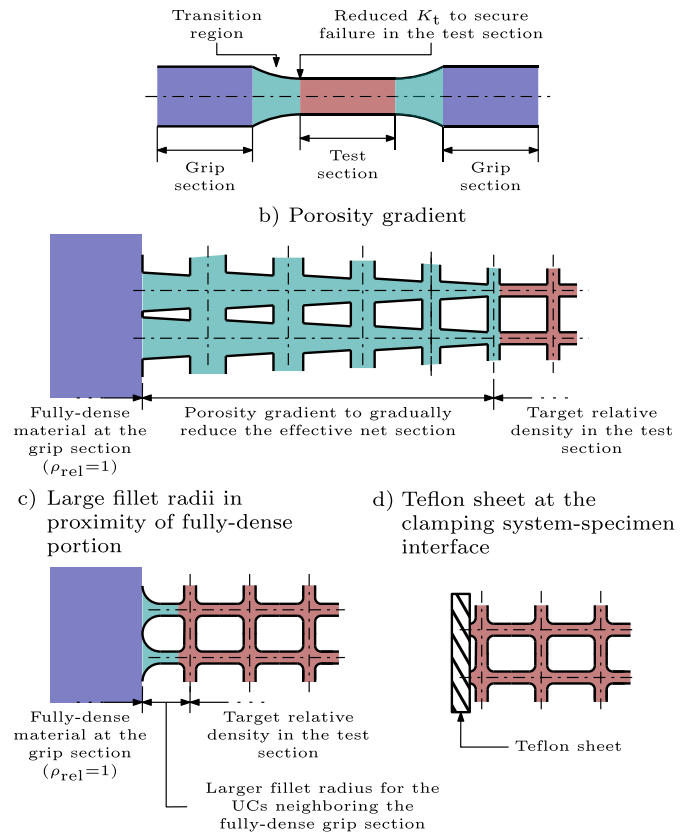 Transition
region
Reduced Kt to secure
failure in the test section
Grip
section
Test
section
Grip
section
b) Porosity gradient
Fully-dense
material at the
grip section
(ρrel=1)
Porosity gradient to gradually
reduce the effective net section
Target relative
density in the test
section
c) Large fillet radii in
proximity of fully-dense
portion
d) Teflon sheet at the
clamping system-specimen
interface
Fully-dense
material at the
grip section
(ρrel=1)
Target relative
density in the test
section
Teflon sheet
Larger fillet radius for the
UCs neighboring the
fully-dense grip section